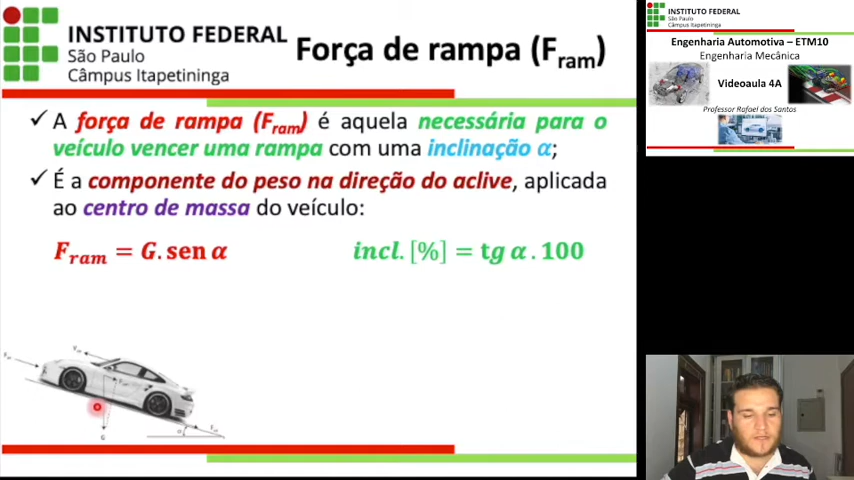 INSTITUTO FEDERAL
São Paulo
Câmpus Itapetininga
Força de rampa (Fram)
✓ A força de rampa (Fram) é aquela necessária para o
veículo vencer uma rampa com uma inclinação α;
✓ É a componente do peso na direção do aclive, aplicada
ao centro de massa do veículo:
Fram = G.sen α
incl.[%] = tg α.100
G
α
INSTITUTO FEDERAL
São Paulo
Câmpus Itapetininga
Engenharia Automotiva – ETM10
Engenharia Mecânica
Videoaula 4A
Professor Rafael dos Santos